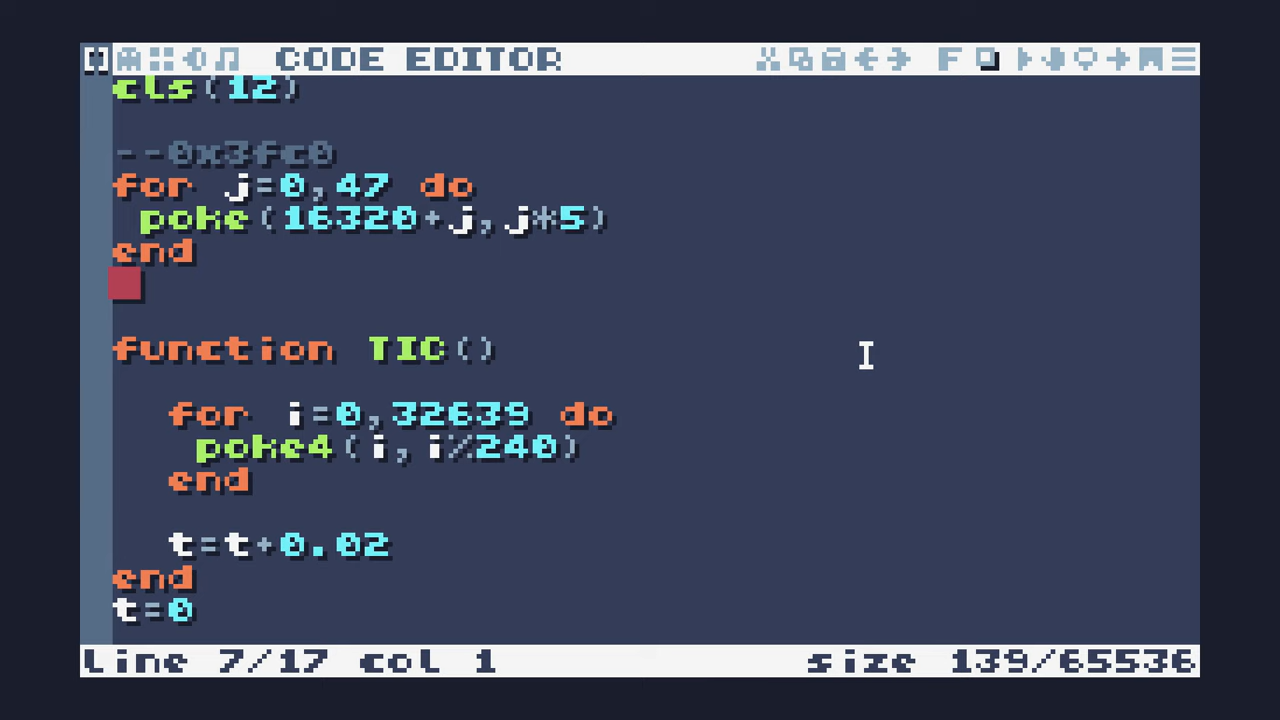 CODE EDITOR
F
cls(12)
--0x3fc0
for j=0,47 do
 poke(16320+j,j*5)
end
function TIC()
  for i=0,32639 do
   poke4(i,i%240)
  end
  t=t+0.02
end
t=0
line 7/17 col 1 size 139/65536